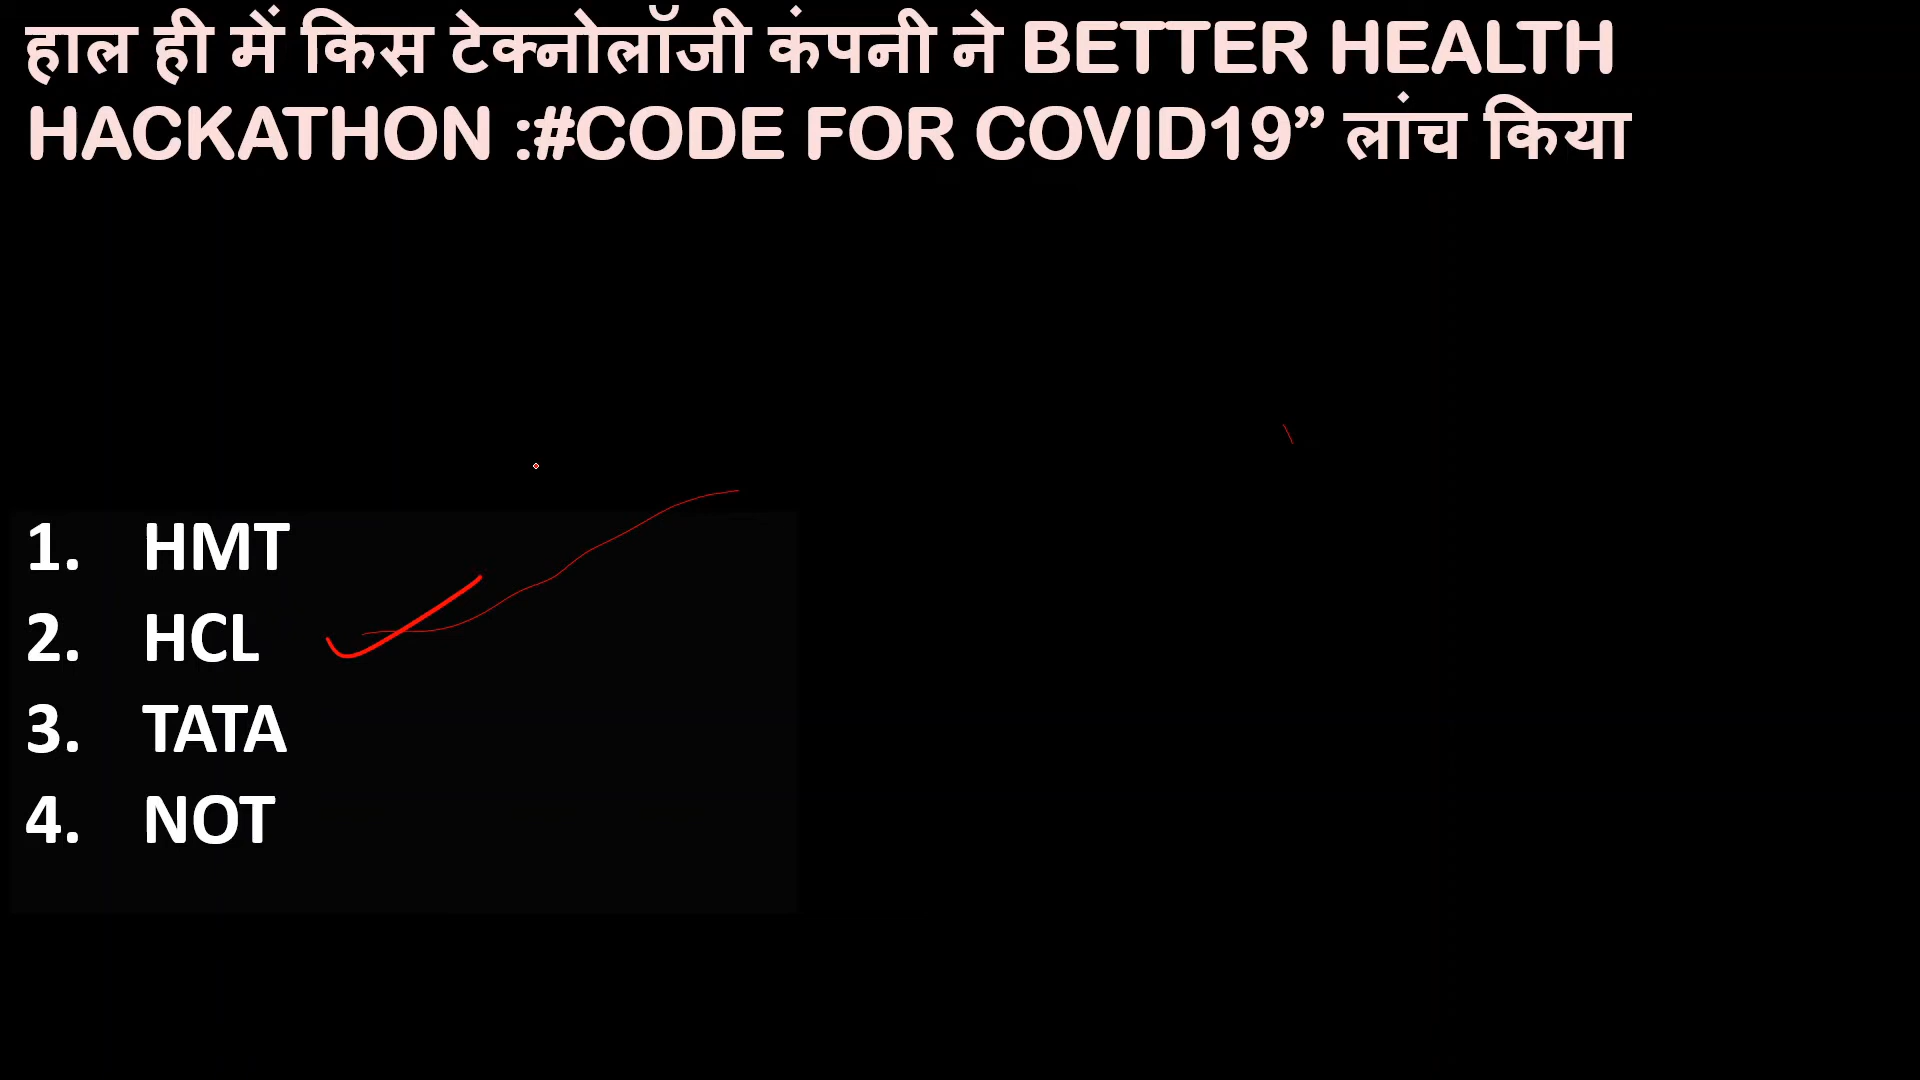 हाल ही में किस टेक्नोलॉजी कंपनी ने BETTER HEALTH
HACKATHON :#CODE FOR COVID19” लांच किया
1. HMT
2. HCL
3. TATA
4. NOT